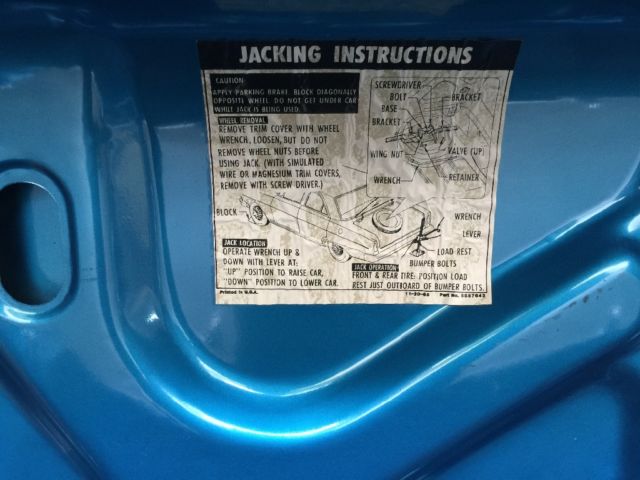 JACKING INSTRUCTIONS
CAUTION:
APPLY PARKING BRAKE. BLOCK DIAGONALLY
OPPOSITE WHEEL. DO NOT GET UNDER CAR
WHILE JACK IS BEING USED.
WHEEL REMOVAL
REMOVE TRIM COVER WITH WHEEL
WRENCH, LOOSEN, BUT DO NOT
REMOVE WHEEL NUTS BEFORE
USING JACK. (WITH SIMULATED
WIRE OR MAGNESIUM TRIM COVERS,
REMOVE WITH SCREW DRIVER.)
SCREWDRIVER
BOLT
BASE
BRACKET
BRACKET
WING NUT
VALVE (UP)
WRENCH
RETAINER
BLOCK
WRENCH
LEVER
LOAD REST
BUMPER BOLTS
JACK LOCATION
OPERATE WRENCH UP &
DOWN WITH LEVER AT:
"UP" POSITION TO RAISE CAR,
"DOWN" POSITION TO LOWER CAR.
JACK OPERATION
FRONT & REAR TIRE: POSITION LOAD
REST JUST OUTBOARD OF BUMPER BOLTS.
Printed in U.S.A.
Part No.